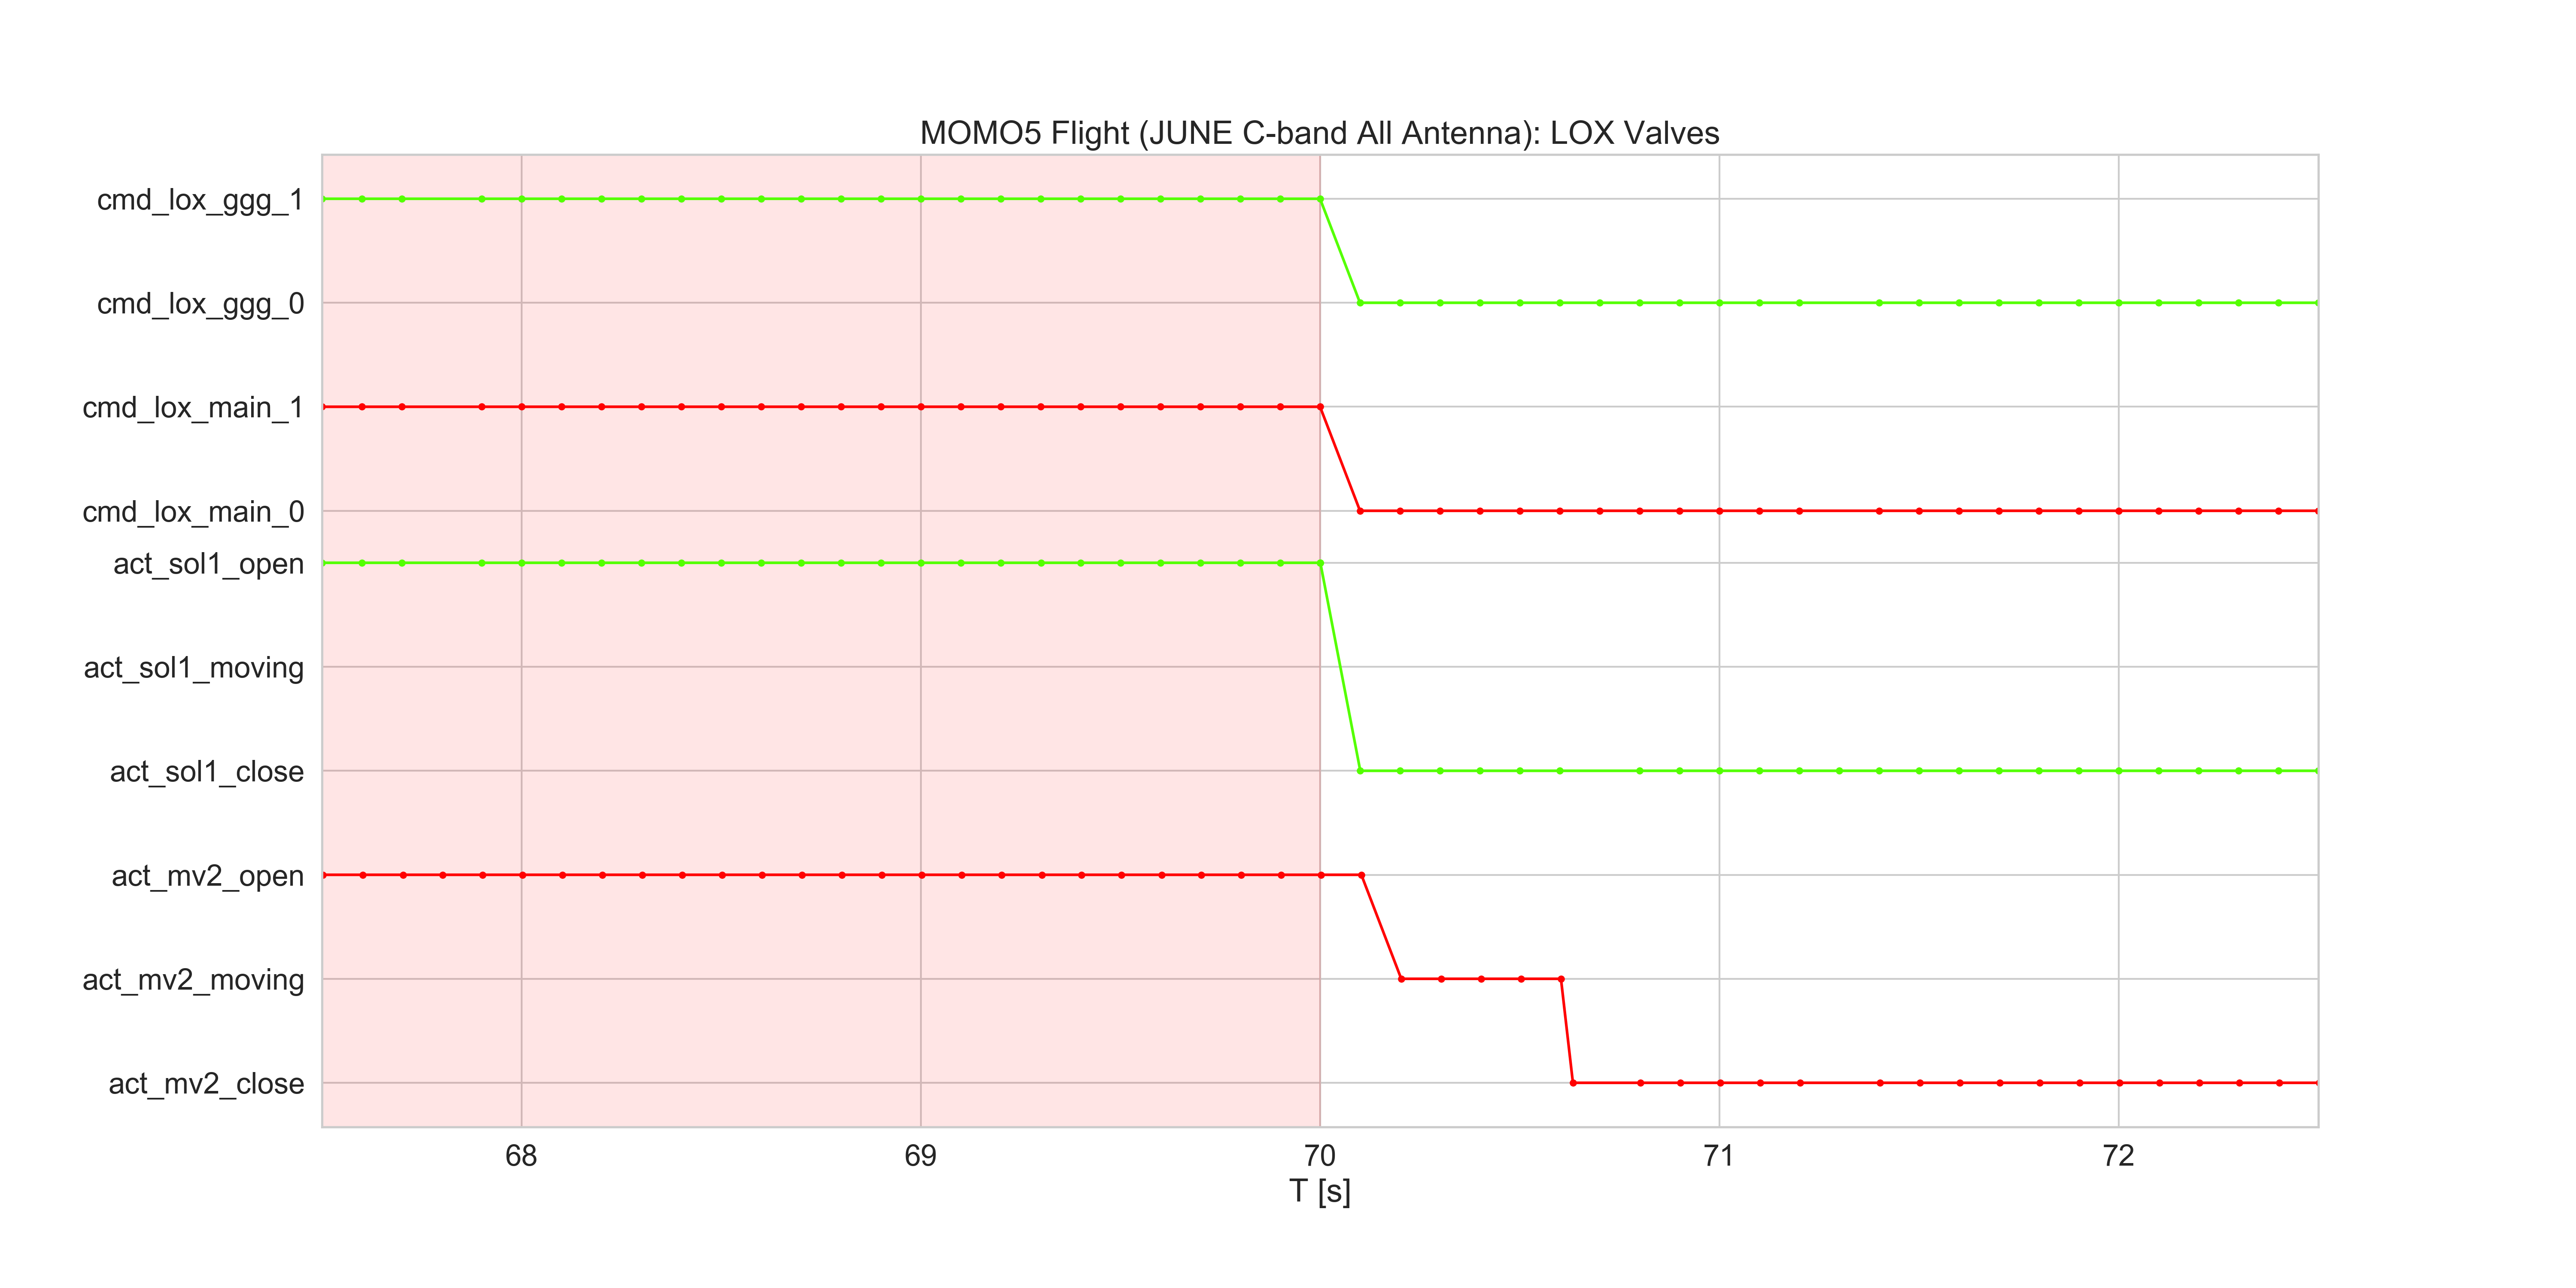 MOMO5 Flight (JUNE C-band All Antenna): LOX Valves
cmd_lox_ggg_1
cmd_lox_ggg_0
cmd_lox_main_1
cmd_lox_main_0
act_sol1_open
act_sol1_moving
act_sol1_close
act_mv2_open
act_mv2_moving
act_mv2_close
68 69 70 71 72
T [s]